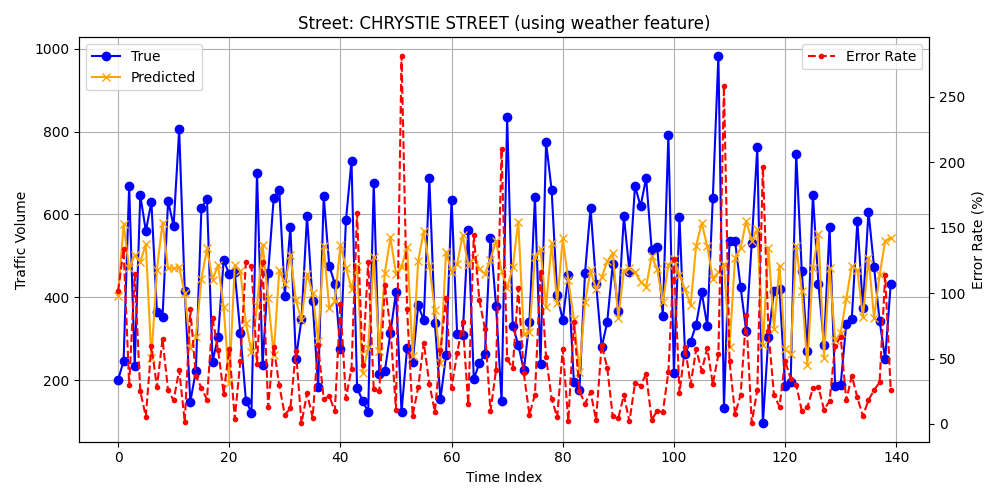 Street: CHRYSTIE STREET (using weather feature)
True
Predicted
Error Rate
1000
800
600
400
200
250
200
150
100
50
0
Traffic Volume
Error Rate (%)
0 20 40 60 80 100 120 140
Time Index